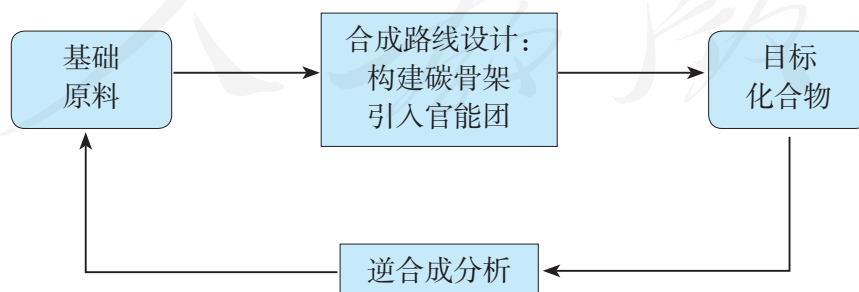 基础
原料
合成路线设计：
构建碳骨架
引入官能团
目标
化合物
逆合成分析